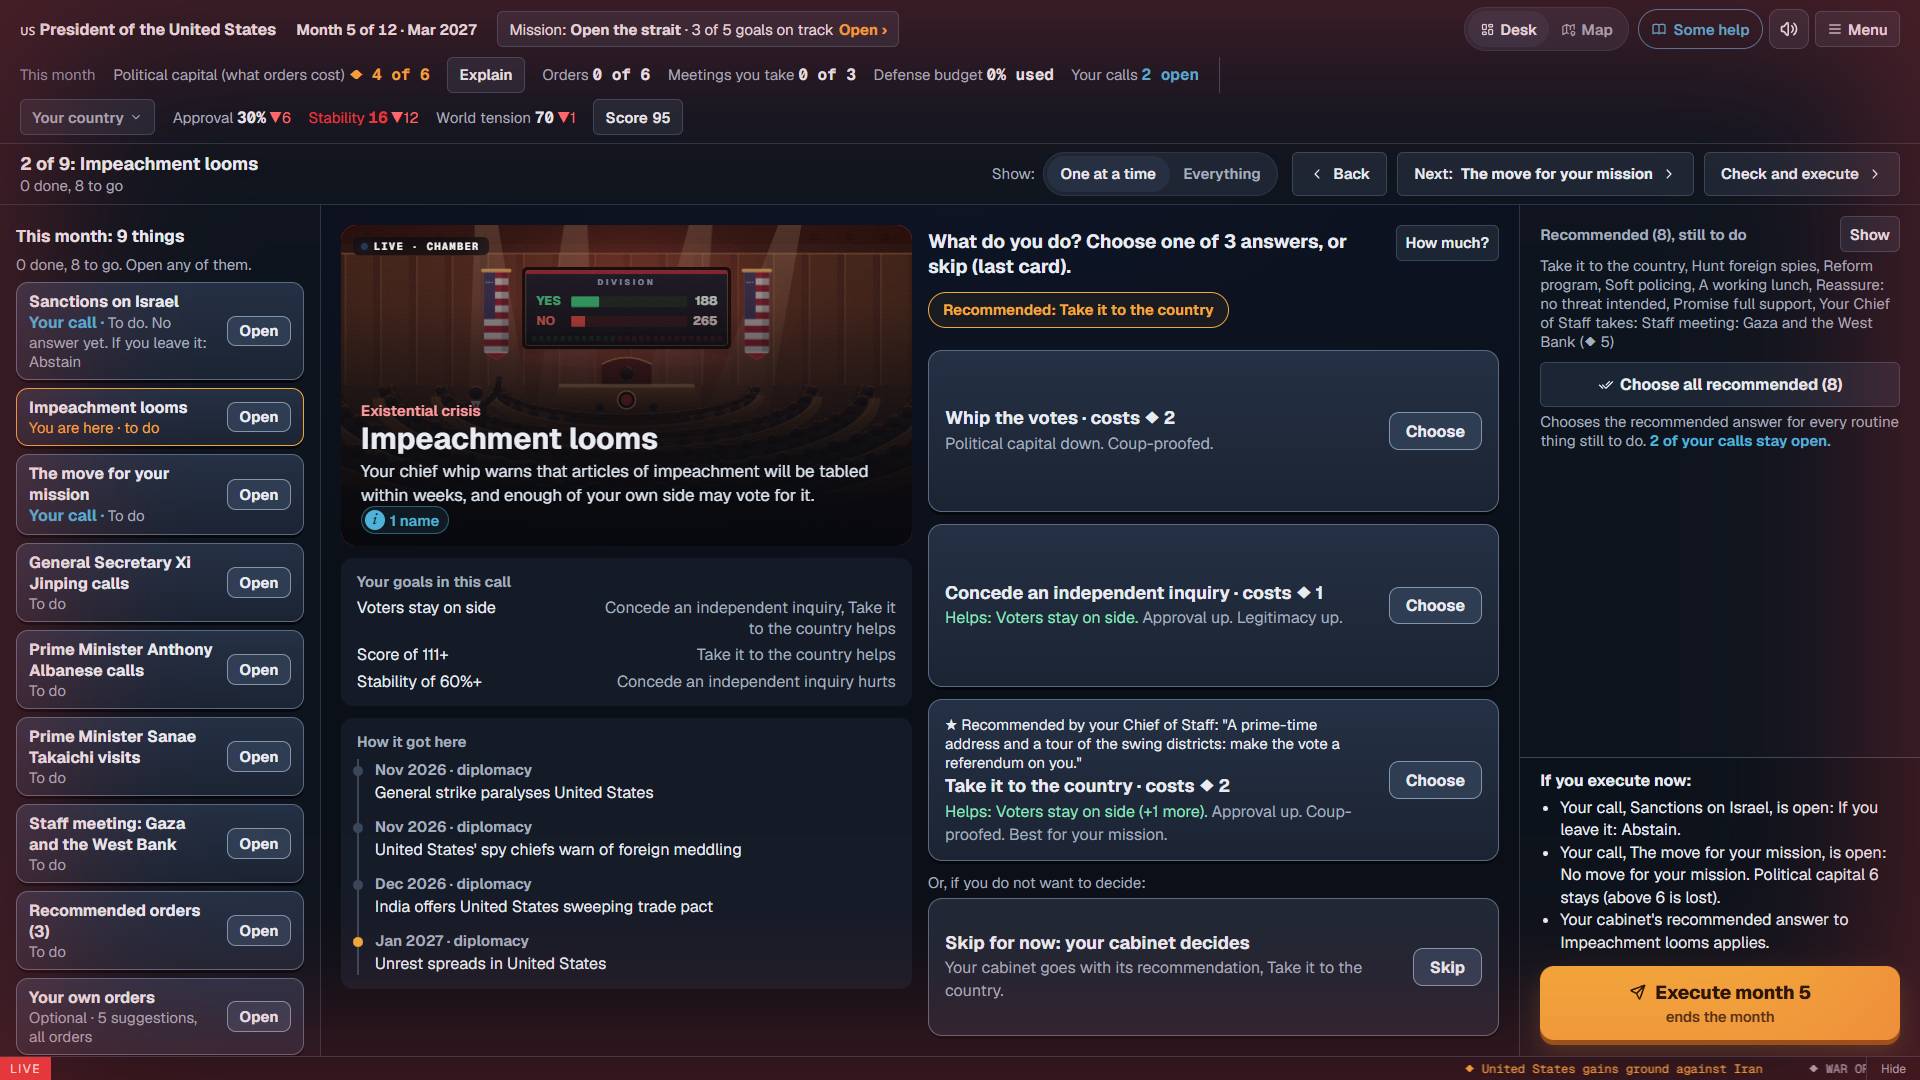 US President of the United States
Month 5 of 12 · Mar 2027
Mission: Open the strait · 3 of 5 goals on track Open ›
Desk
Map
Some help
Menu
This month
Political capital (what orders cost) ◆ 4 of 6
Explain
Orders 0 of 6
Meetings you take 0 of 3
Defense budget 0% used
Your calls 2 open
Your country
Approval 30% ▼6
Stability 16 ▼12
World tension 70 ▼1
Score 95
2 of 9: Impeachment looms
0 done, 8 to go
Show:
One at a time
Everything
‹ Back
Next: The move for your mission ›
Check and execute ›
This month: 9 things
0 done, 8 to go. Open any of them.
Sanctions on Israel
Your call · To do. No
answer yet. If you leave it:
Abstain
Open
Impeachment looms
You are here · to do
Open
The move for your
mission
Your call · To do
Open
General Secretary Xi
Jinping calls
To do
Open
Prime Minister Anthony
Albanese calls
To do
Open
Prime Minister Sanae
Takaichi visits
To do
Open
Staff meeting: Gaza
and the West Bank
To do
Open
Recommended orders
(3)
To do
Open
Your own orders
Optional · 5 suggestions,
all orders
Open
LIVE · CHAMBER
DIVISION
YES 188
NO 265
Existential crisis
Impeachment looms
Your chief whip warns that articles of impeachment will be tabled
within weeks, and enough of your own side may vote for it.
i 1 name
Your goals in this call
Voters stay on side
Concede an independent inquiry, Take it
to the country helps
Score of 111+
Take it to the country helps
Stability of 60%+
Concede an independent inquiry hurts
How it got here
Nov 2026 · diplomacy
General strike paralyses United States
Nov 2026 · diplomacy
United States' spy chiefs warn of foreign meddling
Dec 2026 · diplomacy
India offers United States sweeping trade pact
Jan 2027 · diplomacy
Unrest spreads in United States
What do you do? Choose one of 3 answers, or
skip (last card).
How much?
Recommended: Take it to the country
Whip the votes · costs ◆ 2
Political capital down. Coup-proofed.
Choose
Concede an independent inquiry · costs ◆ 1
Helps: Voters stay on side. Approval up. Legitimacy up.
Choose
★ Recommended by your Chief of Staff: "A prime-time
address and a tour of the swing districts: make the vote a
referendum on you."
Take it to the country · costs ◆ 2
Helps: Voters stay on side (+1 more). Approval up. Coup-
proofed. Best for your mission.
Choose
Or, if you do not want to decide:
Skip for now: your cabinet decides
Your cabinet goes with its recommendation, Take it to the
country.
Skip
Recommended (8), still to do
Show
Take it to the country, Hunt foreign spies, Reform
program, Soft policing, A working lunch, Reassure:
no threat intended, Promise full support, Your Chief
of Staff takes: Staff meeting: Gaza and the West
Bank (◆ 5)
Choose all recommended (8)
Chooses the recommended answer for every routine
thing still to do. 2 of your calls stay open.
If you execute now:
• Your call, Sanctions on Israel, is open: If you
leave it: Abstain.
• Your call, The move for your mission, is open:
No move for your mission. Political capital 6
stays (above 6 is lost).
• Your cabinet's recommended answer to
Impeachment looms applies.
Execute month 5
ends the month
LIVE
◆ United States gains ground against Iran
◆ WAR
Hide